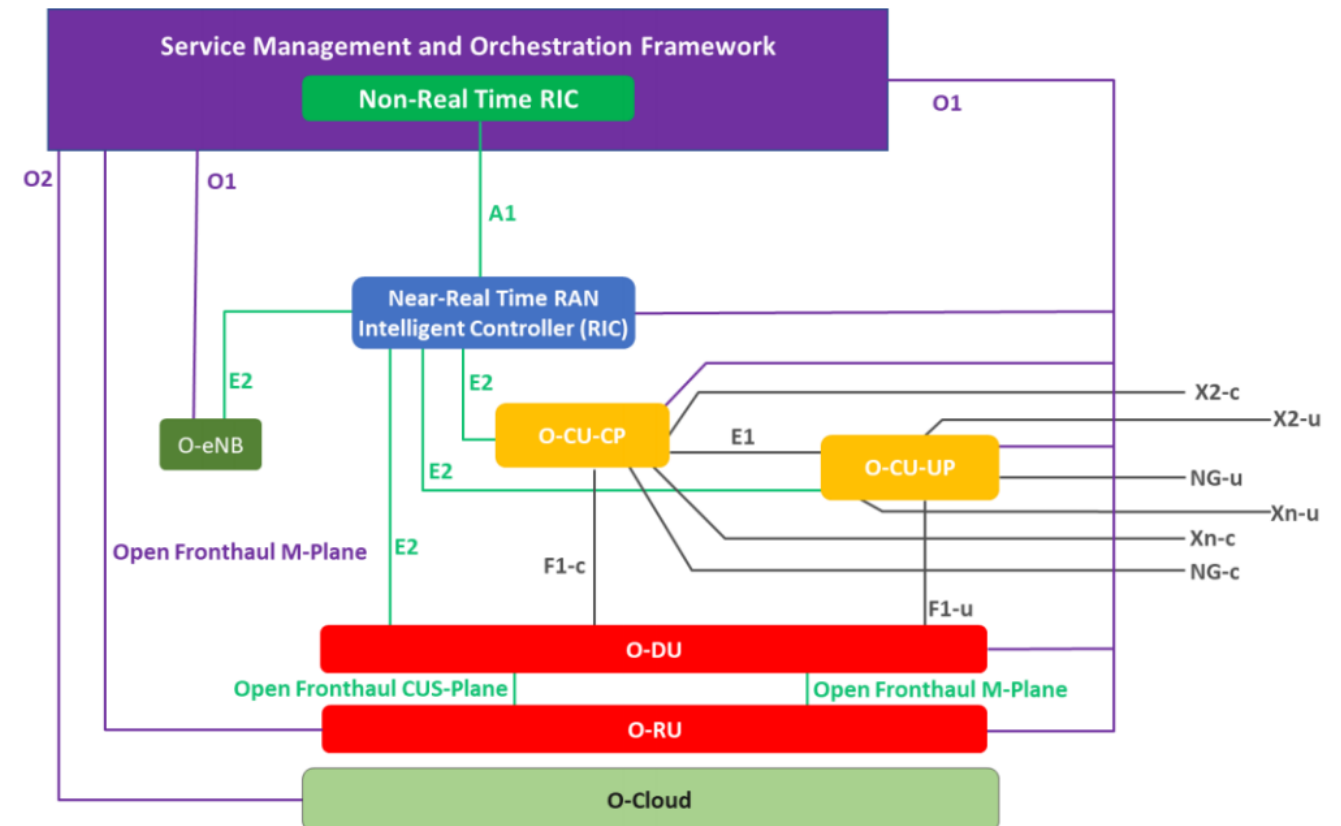 Service Management and Orchestration Framework
Non-Real Time RIC
O1
O2
O1
A1
Near-Real Time RAN
Intelligent Controller (RIC)
E2
E2
X2-c
X2-u
O-eNB
O-CU-CP
E1
O-CU-UP
E2
NG-u
Xn-u
Open Fronthaul M-Plane
E2
Xn-c
F1-c
NG-c
F1-u
O-DU
Open Fronthaul CUS-Plane
Open Fronthaul M-Plane
O-RU
O-Cloud